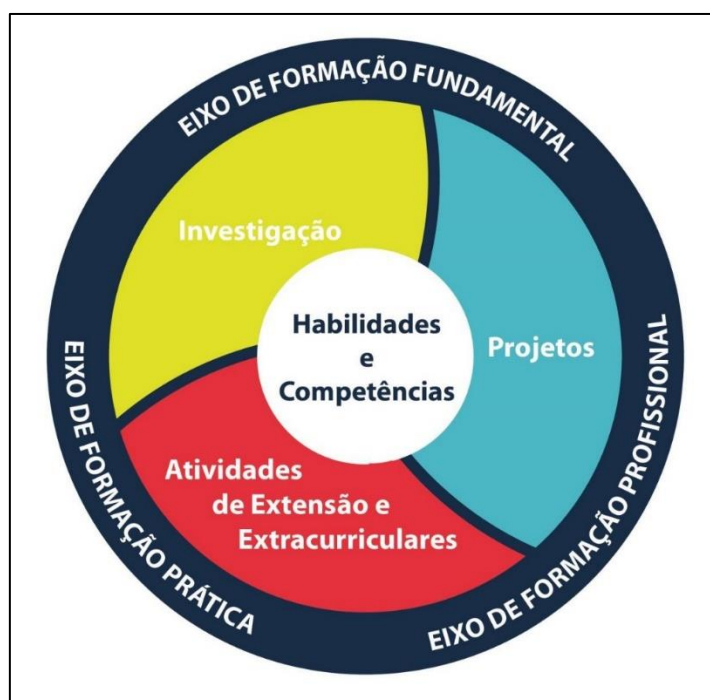 EIXO DE FORMAÇÃO FUNDAMENTAL
Investigação
Habilidades
e
Competências
Projetos
Atividades
de Extensão e
Extracurriculares
EIXO DE FORMAÇÃO PRÁTICA
EIXO DE FORMAÇÃO PROFISSIONAL